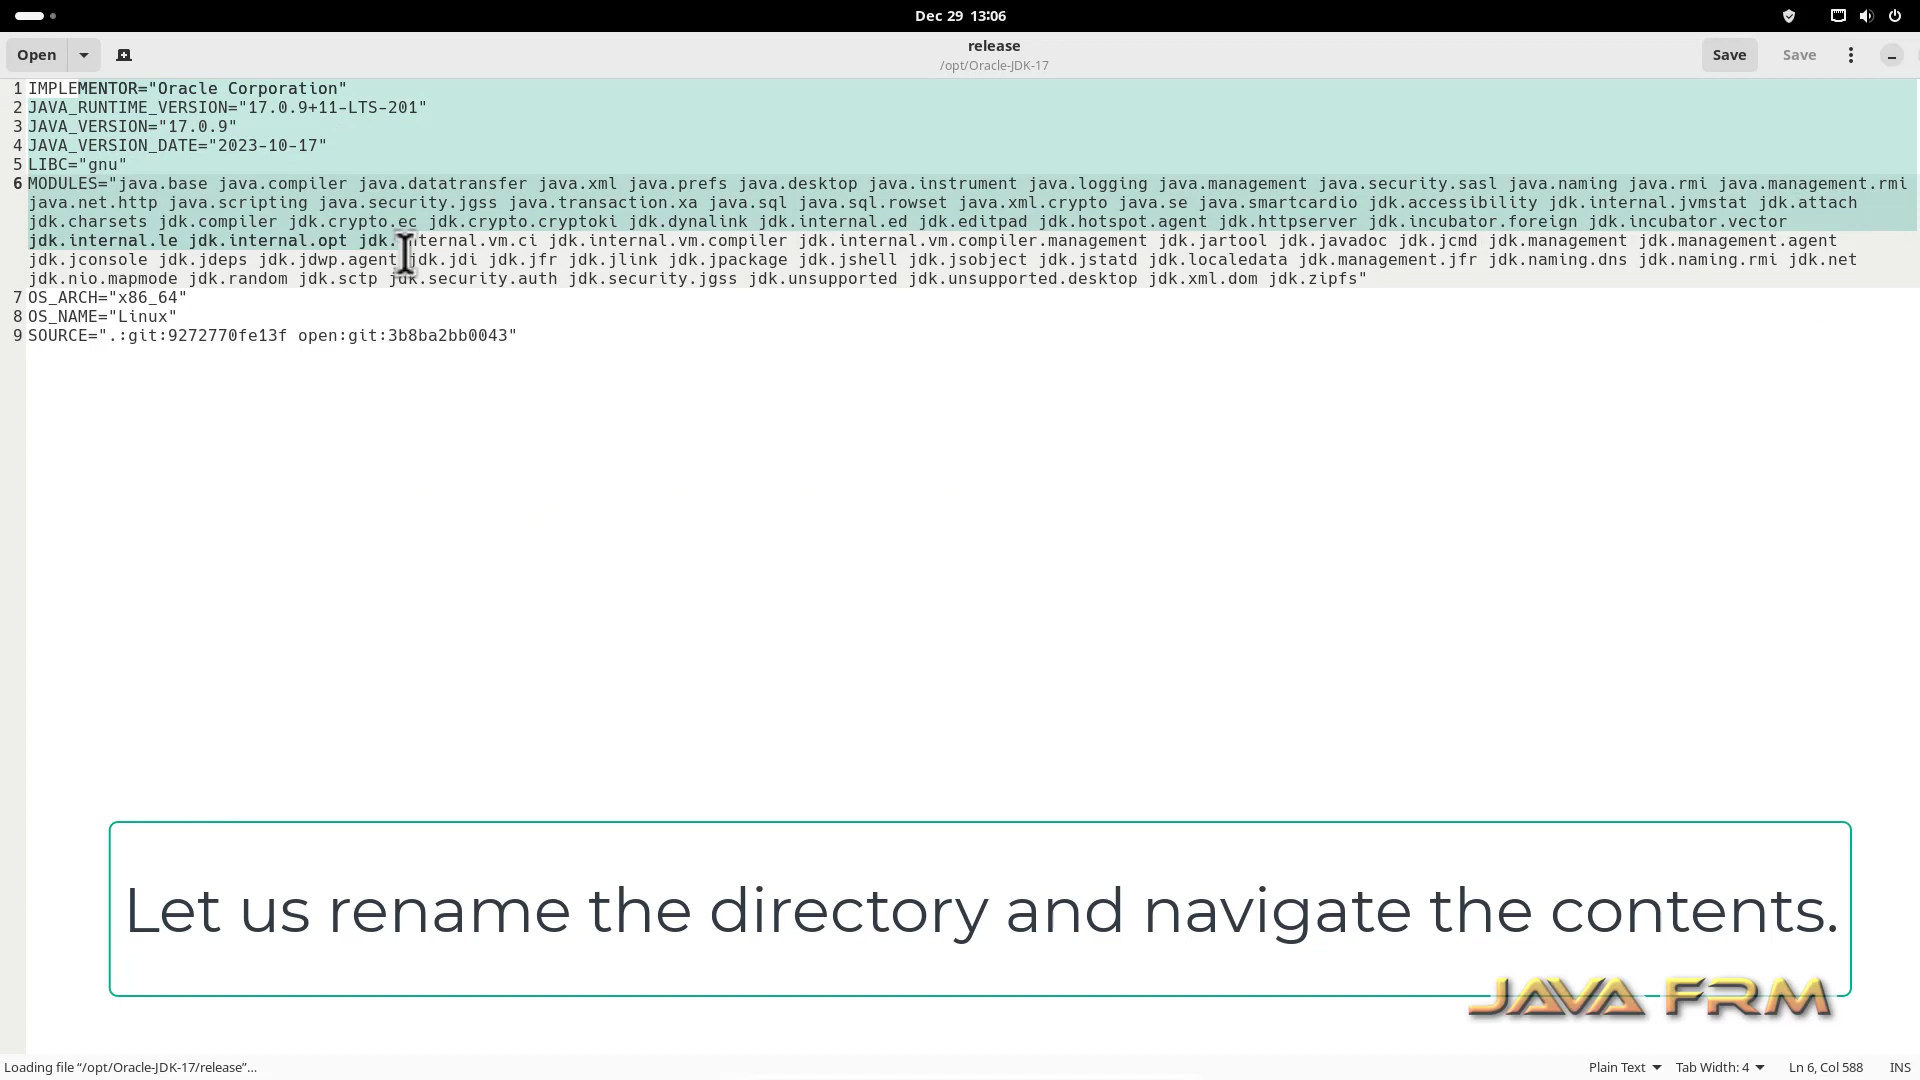 Dec 29 13:06
Open
release
/opt/Oracle-JDK-17
Save
Save
1 IMPLEMENTOR="Oracle Corporation"
2 JAVA_RUNTIME_VERSION="17.0.9+11-LTS-201"
3 JAVA_VERSION="17.0.9"
4 JAVA_VERSION_DATE="2023-10-17"
5 LIBC="gnu"
6 MODULES="java.base java.compiler java.datatransfer java.xml java.prefs java.desktop java.instrument java.logging java.management java.security.sasl java.naming java.rmi java.management.rmi
java.net.http java.scripting java.security.jgss java.transaction.xa java.sql java.sql.rowset java.xml.crypto java.se java.smartcardio jdk.accessibility jdk.internal.jvmstat jdk.attach
jdk.charsets jdk.compiler jdk.crypto.ec jdk.crypto.cryptoki jdk.dynalink jdk.internal.ed jdk.editpad jdk.hotspot.agent jdk.httpserver jdk.incubator.foreign jdk.incubator.vector
jdk.internal.le jdk.internal.opt jdk.internal.vm.ci jdk.internal.vm.compiler jdk.internal.vm.compiler.management jdk.jartool jdk.javadoc jdk.jcmd jdk.management jdk.management.agent
jdk.jconsole jdk.jdeps jdk.jdwp.agent jdk.jdi jdk.jfr jdk.jlink jdk.jpackage jdk.jshell jdk.jsobject jdk.jstatd jdk.localedata jdk.management.jfr jdk.naming.dns jdk.naming.rmi jdk.net
jdk.nio.mapmode jdk.random jdk.sctp jdk.security.auth jdk.security.jgss jdk.unsupported jdk.unsupported.desktop jdk.xml.dom jdk.zipfs"
7 OS_ARCH="x86_64"
8 OS_NAME="Linux"
9 SOURCE=".:git:9272770fe13f open:git:3b8ba2bb0043"
Let us rename the directory and navigate the contents.
JAVA FRM
Loading file “/opt/Oracle-JDK-17/release”…
Plain Text
Tab Width: 4
Ln 6, Col 588
INS